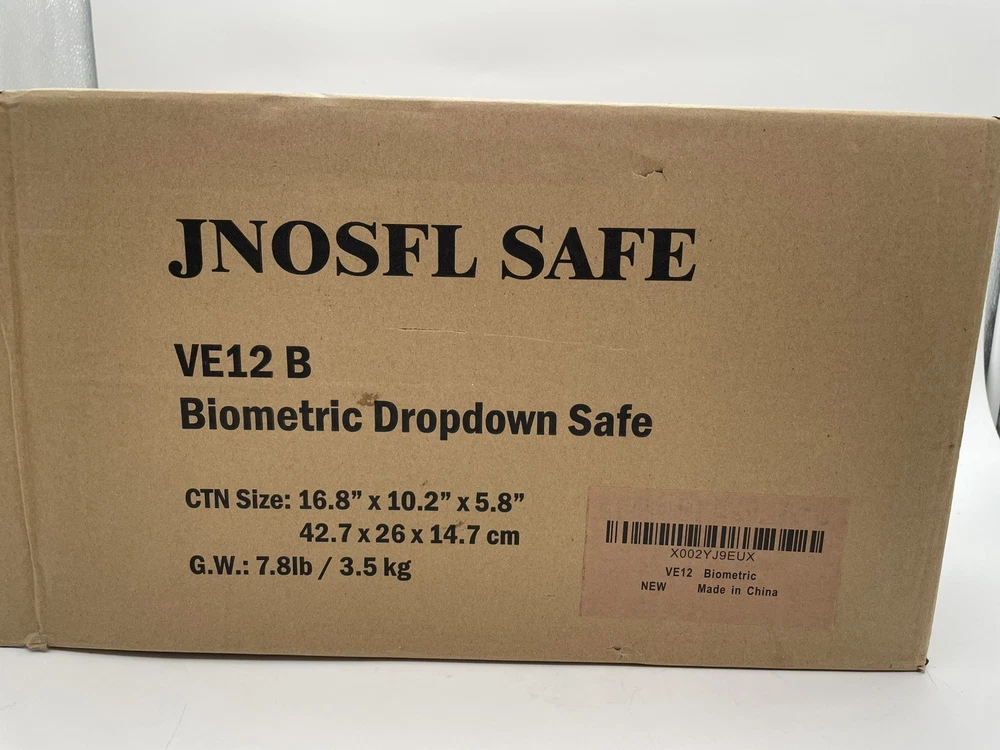 JNOSFL SAFE
VE12 B
Biometric Dropdown Safe
CTN Size: 16.8” x 10.2” x 5.8”
42.7 x 26 x 14.7 cm
G.W.: 7.8lb / 3.5 kg
X002YJ9EUX
VE12 Biometric
NEW Made in China